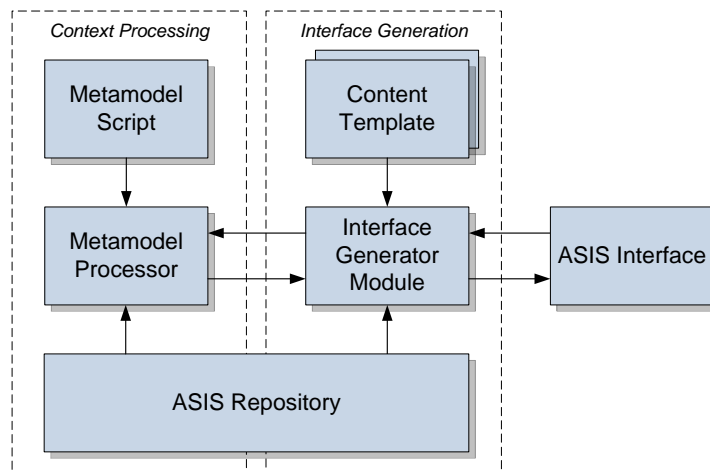 Context Processing
Interface Generation
Metamodel
Script
Content
Template
Metamodel
Processor
Interface
Generator
Module
ASIS Interface
ASIS Repository